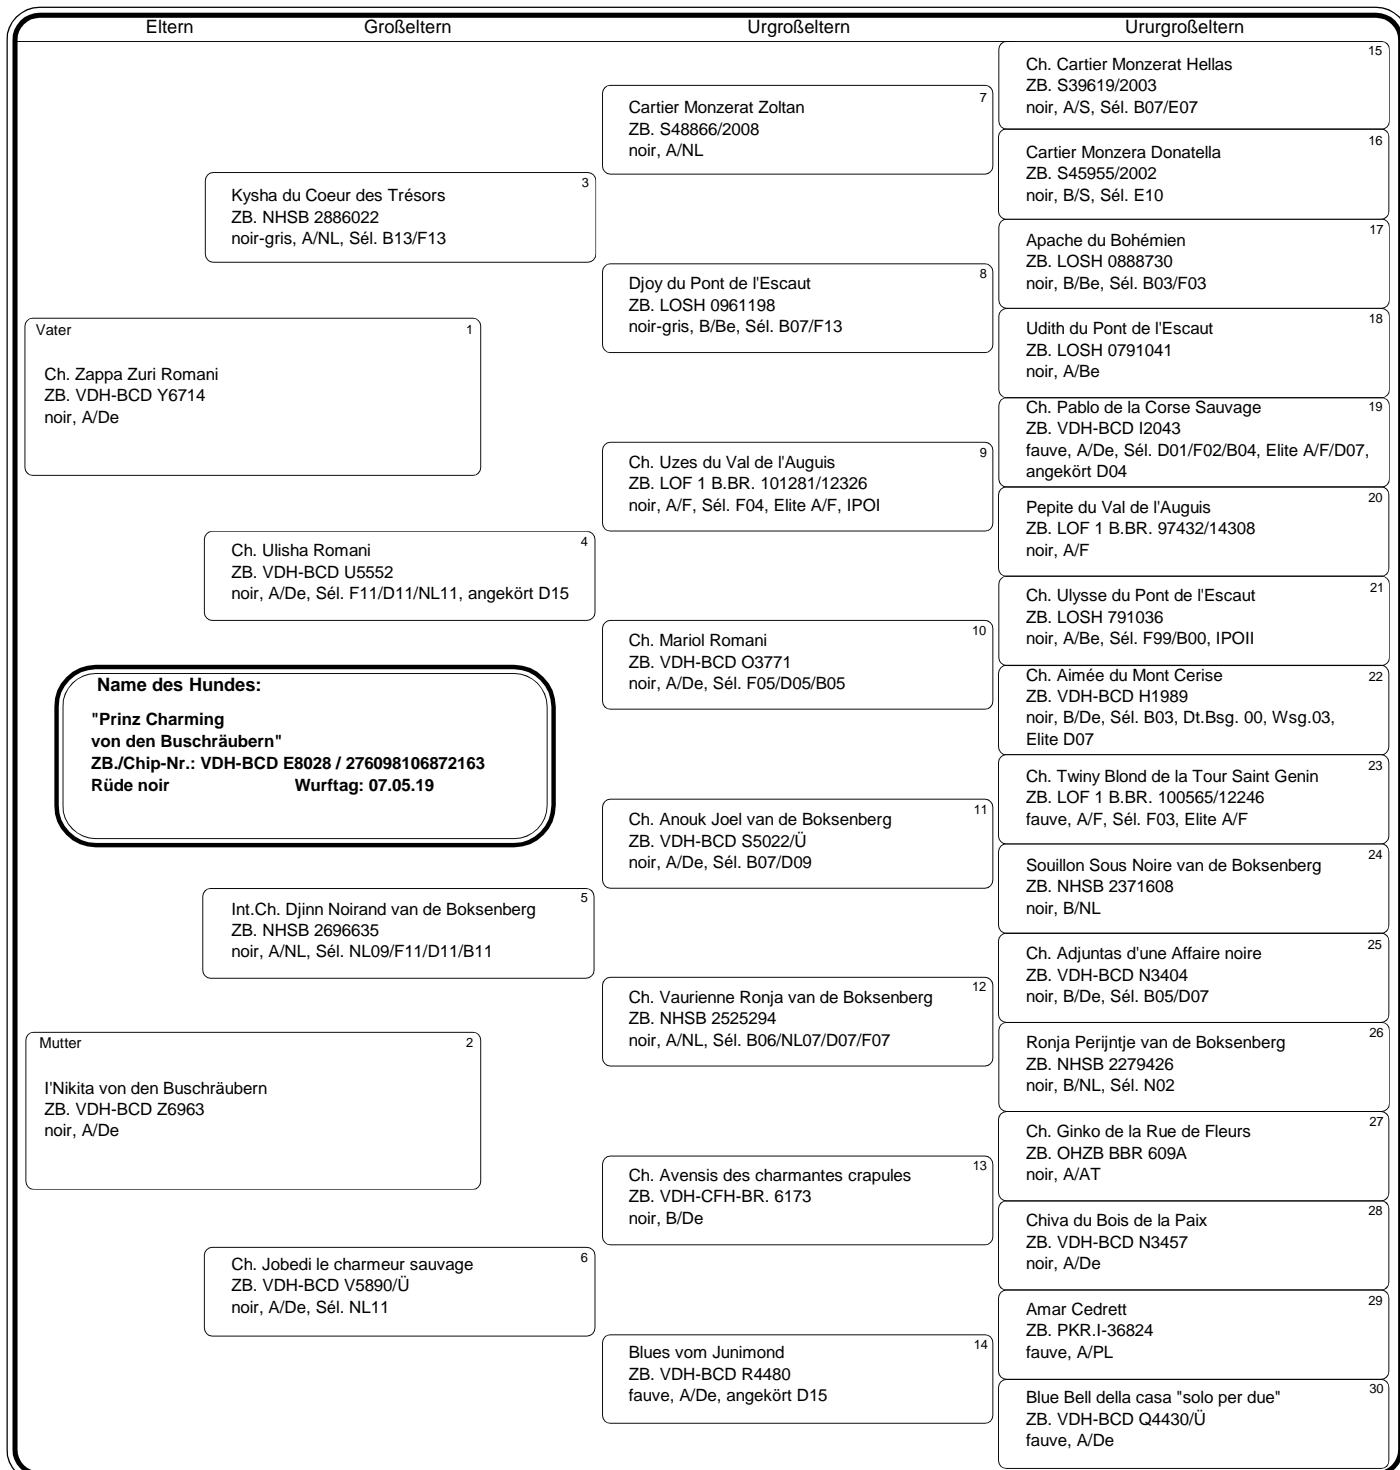 Eltern Großeltern Urgroßeltern Ururgroßeltern
Vater 1
Ch. Zappa Zuri Romani
ZB. VDH-BCD Y6714
noir, A/De
Mutter 2
I'Nikita von den Buschräubern
ZB. VDH-BCD Z6963
noir, A/De
Name des Hundes:
"Prinz Charming
von den Buschräubern"
ZB./Chip-Nr.: VDH-BCD E8028 / 276098106872163
Rüde noir Wurftag: 07.05.19
3
Kysha du Coeur des Trésors
ZB. NHSB 2886022
noir-gris, A/NL, Sél. B13/F13
4
Ch. Ulisha Romani
ZB. VDH-BCD U5552
noir, A/De, Sél. F11/D11/NL11, angekört D15
5
Int.Ch. Djinn Noirand van de Boksenberg
ZB. NHSB 2696635
noir, A/NL, Sél. NL09/F11/D11/B11
6
Ch. Jobedi le charmeur sauvage
ZB. VDH-BCD V5890/Ü
noir, A/De, Sél. NL11
7
Cartier Monzerat Zoltan
ZB. S48866/2008
noir, A/NL
8
Djoy du Pont de l'Escaut
ZB. LOSH 0961198
noir-gris, B/Be, Sél. B07/F13
9
Ch. Uzes du Val de l'Auguis
ZB. LOF 1 B.BR. 101281/12326
noir, A/F, Sél. F04, Elite A/F, IPOI
10
Ch. Mariol Romani
ZB. VDH-BCD O3771
noir, A/De, Sél. F05/D05/B05
11
Ch. Anouk Joel van de Boksenberg
ZB. VDH-BCD S5022/Ü
noir, A/De, Sél. B07/D09
12
Ch. Vaurienne Ronja van de Boksenberg
ZB. NHSB 2525294
noir, A/NL, Sél. B06/NL07/D07/F07
13
Ch. Avensis des charmantes crapules
ZB. VDH-CFH-BR. 6173
noir, B/De
14
Blues vom Junimond
ZB. VDH-BCD R4480
fauve, A/De, angekört D15
15
Ch. Cartier Monzerat Hellas
ZB. S39619/2003
noir, A/S, Sél. B07/E07
16
Cartier Monzera Donatella
ZB. S45955/2002
noir, B/S, Sél. E10
17
Apache du Bohémien
ZB. LOSH 0888730
noir, B/Be, Sél. B03/F03
18
Udith du Pont de l'Escaut
ZB. LOSH 0791041
noir, A/Be
19
Ch. Pablo de la Corse Sauvage
ZB. VDH-BCD I2043
fauve, A/De, Sél. D01/F02/B04, Elite A/F/D07,
angekört D04
20
Pepite du Val de l'Auguis
ZB. LOF 1 B.BR. 97432/14308
noir, A/F
21
Ch. Ulysse du Pont de l'Escaut
ZB. LOSH 791036
noir, A/Be, Sél. F99/B00, IPOII
22
Ch. Aimée du Mont Cerise
ZB. VDH-BCD H1989
noir, B/De, Sél. B03, Dt.Bsg. 00, Wsg.03,
Elite D07
23
Ch. Twiny Blond de la Tour Saint Genin
ZB. LOF 1 B.BR. 100565/12246
fauve, A/F, Sél. F03, Elite A/F
24
Souillon Sous Noire van de Boksenberg
ZB. NHSB 2371608
noir, B/NL
25
Ch. Adjuntas d'une Affaire noire
ZB. VDH-BCD N3404
noir, B/De, Sél. B05/D07
26
Ronja Perijntje van de Boksenberg
ZB. NHSB 2279426
noir, B/NL, Sél. N02
27
Ch. Ginko de la Rue de Fleurs
ZB. OHZB BBR 609A
noir, A/AT
28
Chiva du Bois de la Paix
ZB. VDH-BCD N3457
noir, A/De
29
Amar Cedrett
ZB. PKR.I-36824
fauve, A/PL
30
Blue Bell della casa "solo per due"
ZB. VDH-BCD Q4430/Ü
fauve, A/De